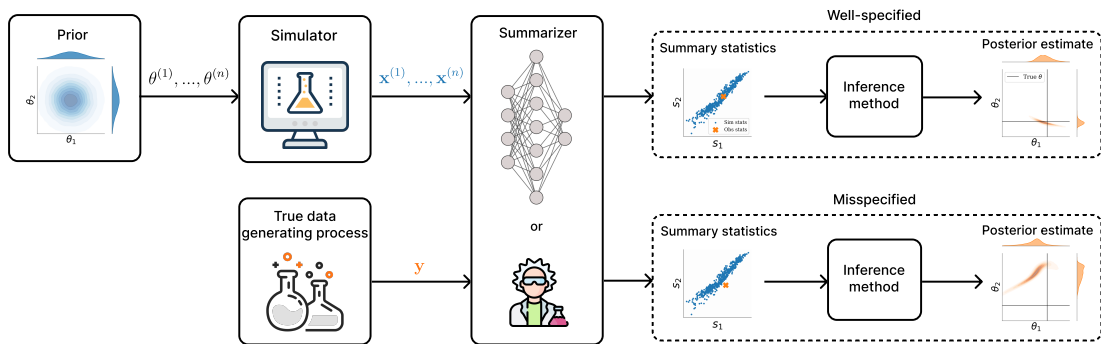 Prior
θ₂
θ₁
θ⁽¹⁾, ..., θ⁽ⁿ⁾
Simulator
x⁽¹⁾, ..., x⁽ⁿ⁾
True data
generating process
y
Summarizer
or
Well-specified
Summary statistics
s₂
Sim stats
Obs stats
s₁
Inference
method
Posterior estimate
True θ
θ₂
θ₁
Misspecified
Summary statistics
s₂
s₁
Inference
method
Posterior estimate
θ₂
θ₁